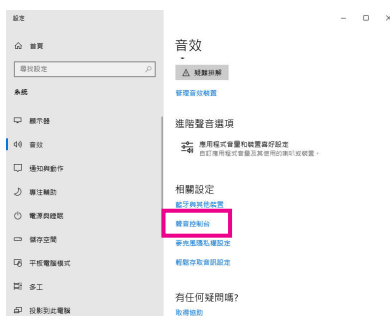 設定
首頁
尋找設定
系統
顯示器
音效
通知與動作
專注輔助
電源與睡眠
儲存空間
平板電腦模式
多工
投影到此電腦
音效
疑難排解
管理音效裝置
進階聲音選項
應用程式音量和裝置喜好設定
自訂應用程式音量及其使用的喇叭或裝置。
相關設定
藍牙與其他裝置
聲音控制台
麥克風隱私權設定
輕鬆存取音訊設定
有任何疑問嗎?
取得協助